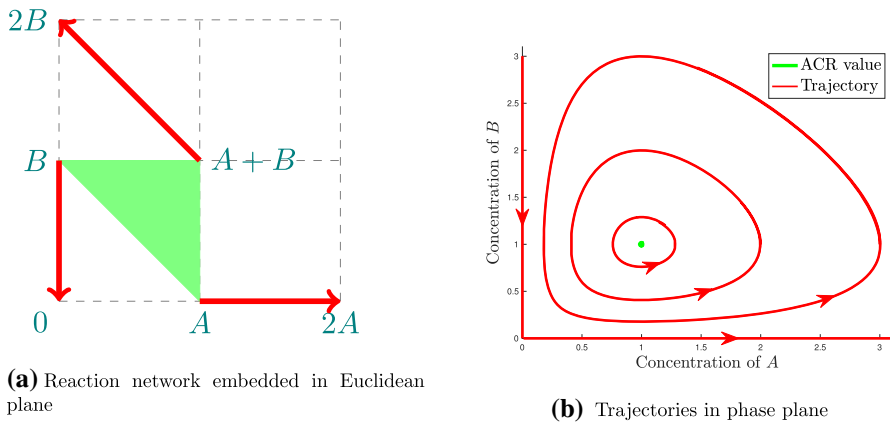 2B
B
A + B
0
A
2A
(a) Reaction network embedded in Euclidean
plane
Concentration of B
3
2.5
2
1.5
1
0.5
0
ACR value
Trajectory
0
0.5
1
1.5
2
2.5
3
Concentration of A
(b) Trajectories in phase plane